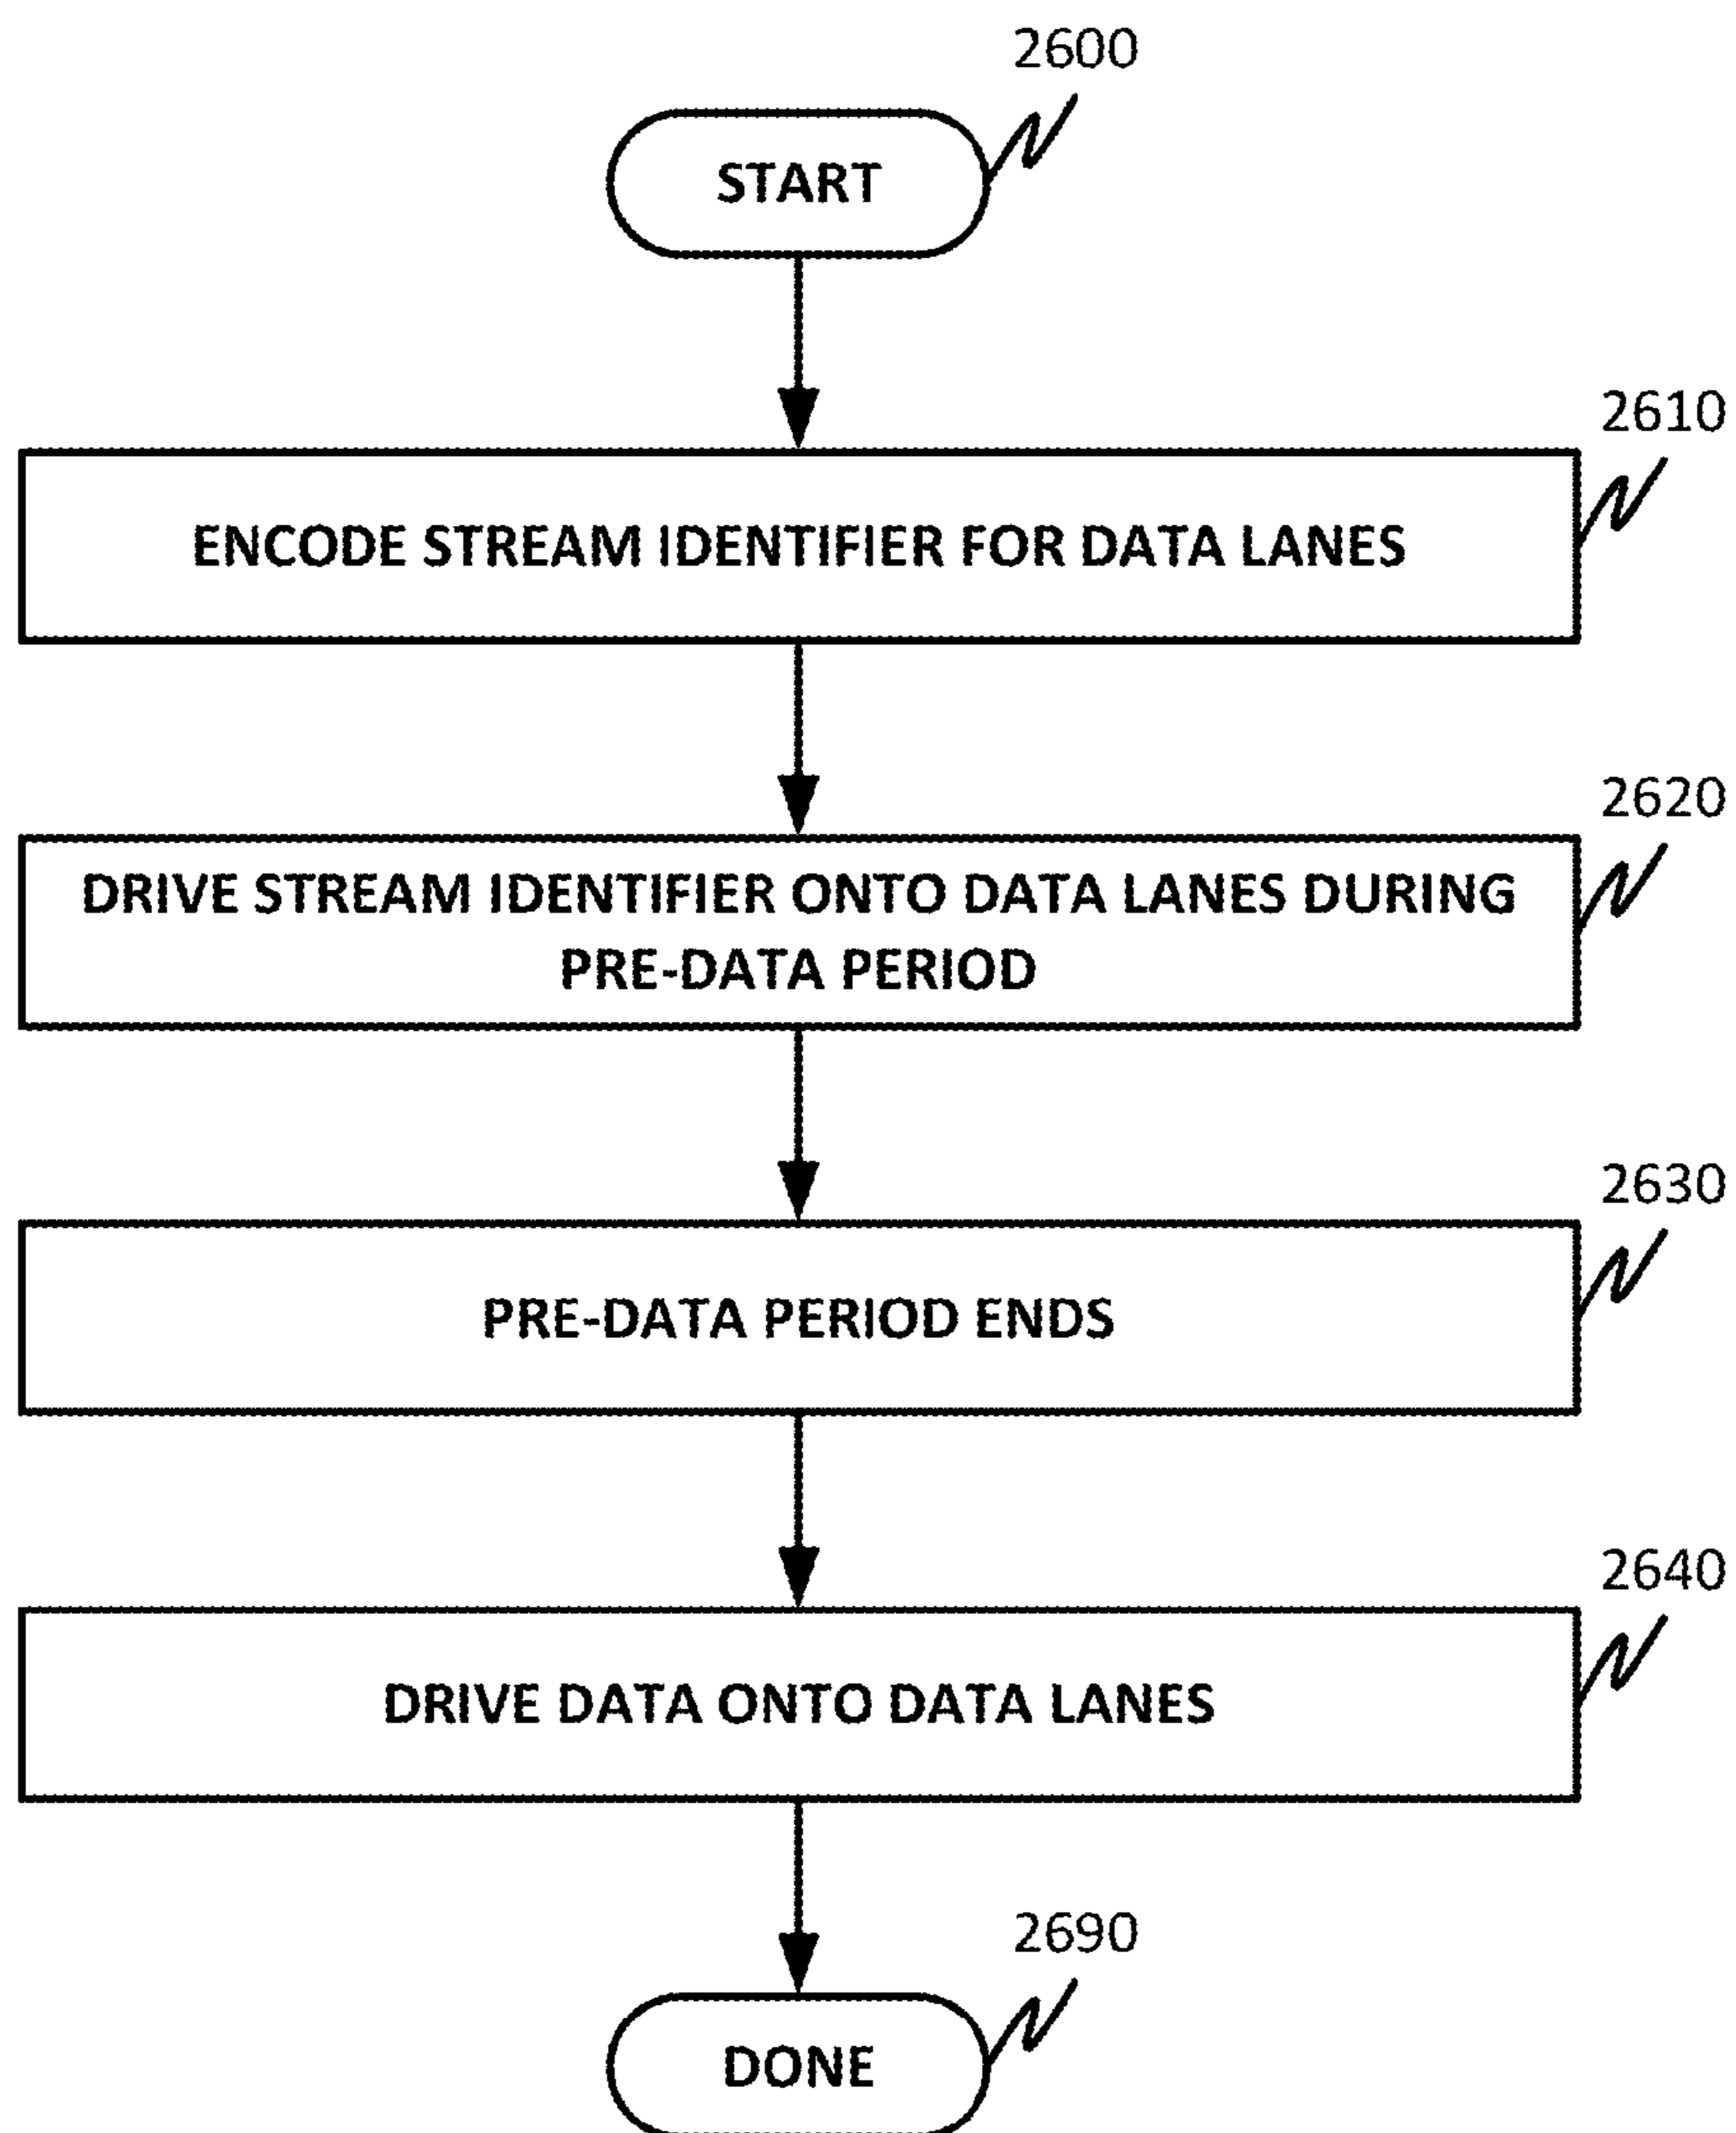 2600
START
2610
ENCODE STREAM IDENTIFIER FOR DATA LANES
2620
DRIVE STREAM IDENTIFIER ONTO DATA LANES DURING
PRE-DATA PERIOD
2630
PRE-DATA PERIOD ENDS
2640
DRIVE DATA ONTO DATA LANES
2690
DONE